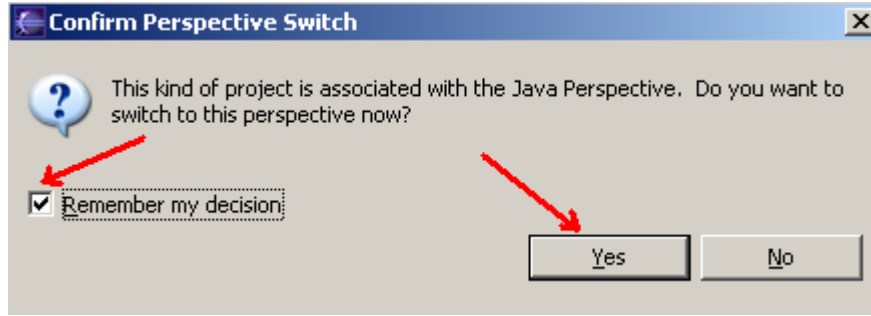 Confirm Perspective Switch
This kind of project is associated with the Java Perspective.  Do you want to
switch to this perspective now?
Remember my decision
Yes No